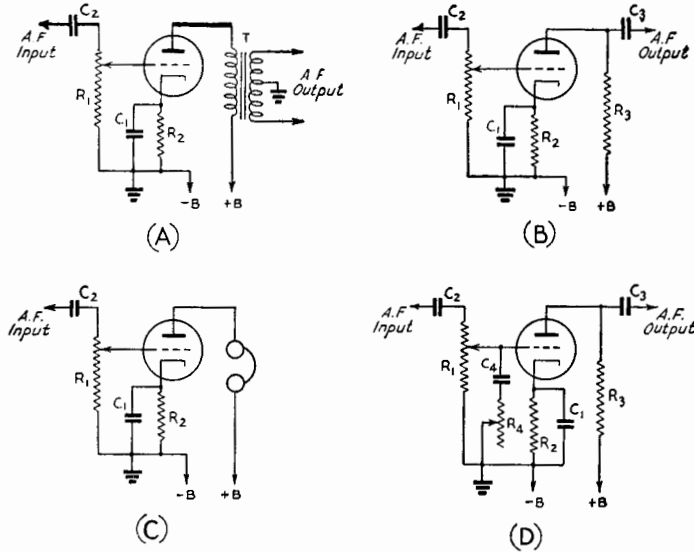 C2
A.F. Input
R1
C1
R2
T
A.F. Output
-B
+B
(A)
C2
A.F. Input
R1
C1
R2
C3
A.F. Output
R3
-B
+B
(B)
C2
A.F. Input
R1
C1
R2
-B
+B
(C)
C2
A.F. Input
R1
C4
R4
R2
C1
C3
A.F. Output
R3
-B
+B
(D)